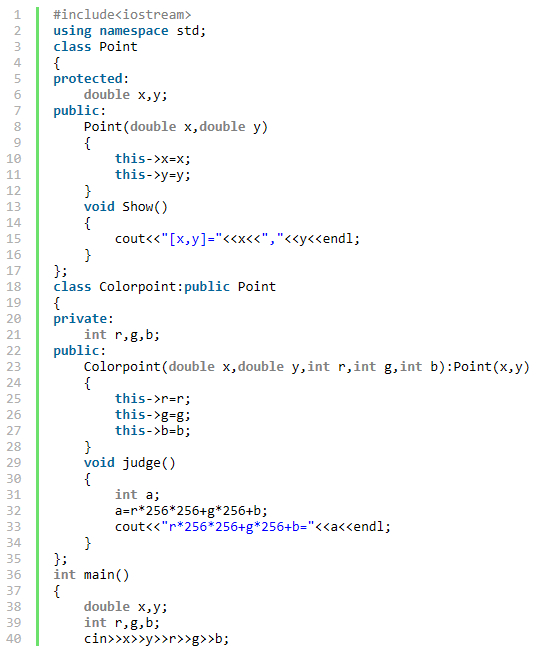 1 #include<iostream>
2 using namespace std;
3 class Point
4 {
5 protected:
6     double x,y;
7 public:
8     Point(double x,double y)
9     {
10         this->x=x;
11         this->y=y;
12     }
13     void Show()
14     {
15         cout<<"[x,y]="<<x<<","<<y<<endl;
16     }
17 };
18 class Colorpoint:public Point
19 {
20 private:
21     int r,g,b;
22 public:
23     Colorpoint(double x,double y,int r,int g,int b):Point(x,y)
24     {
25         this->r=r;
26         this->g=g;
27         this->b=b;
28     }
29     void judge()
30     {
31         int a;
32         a=r*256*256+g*256+b;
33         cout<<"r*256*256+g*256+b="<<a<<endl;
34     }
35 };
36 int main()
37 {
38     double x,y;
39     int r,g,b;
40     cin>>x>>y>>r>>g>>b;